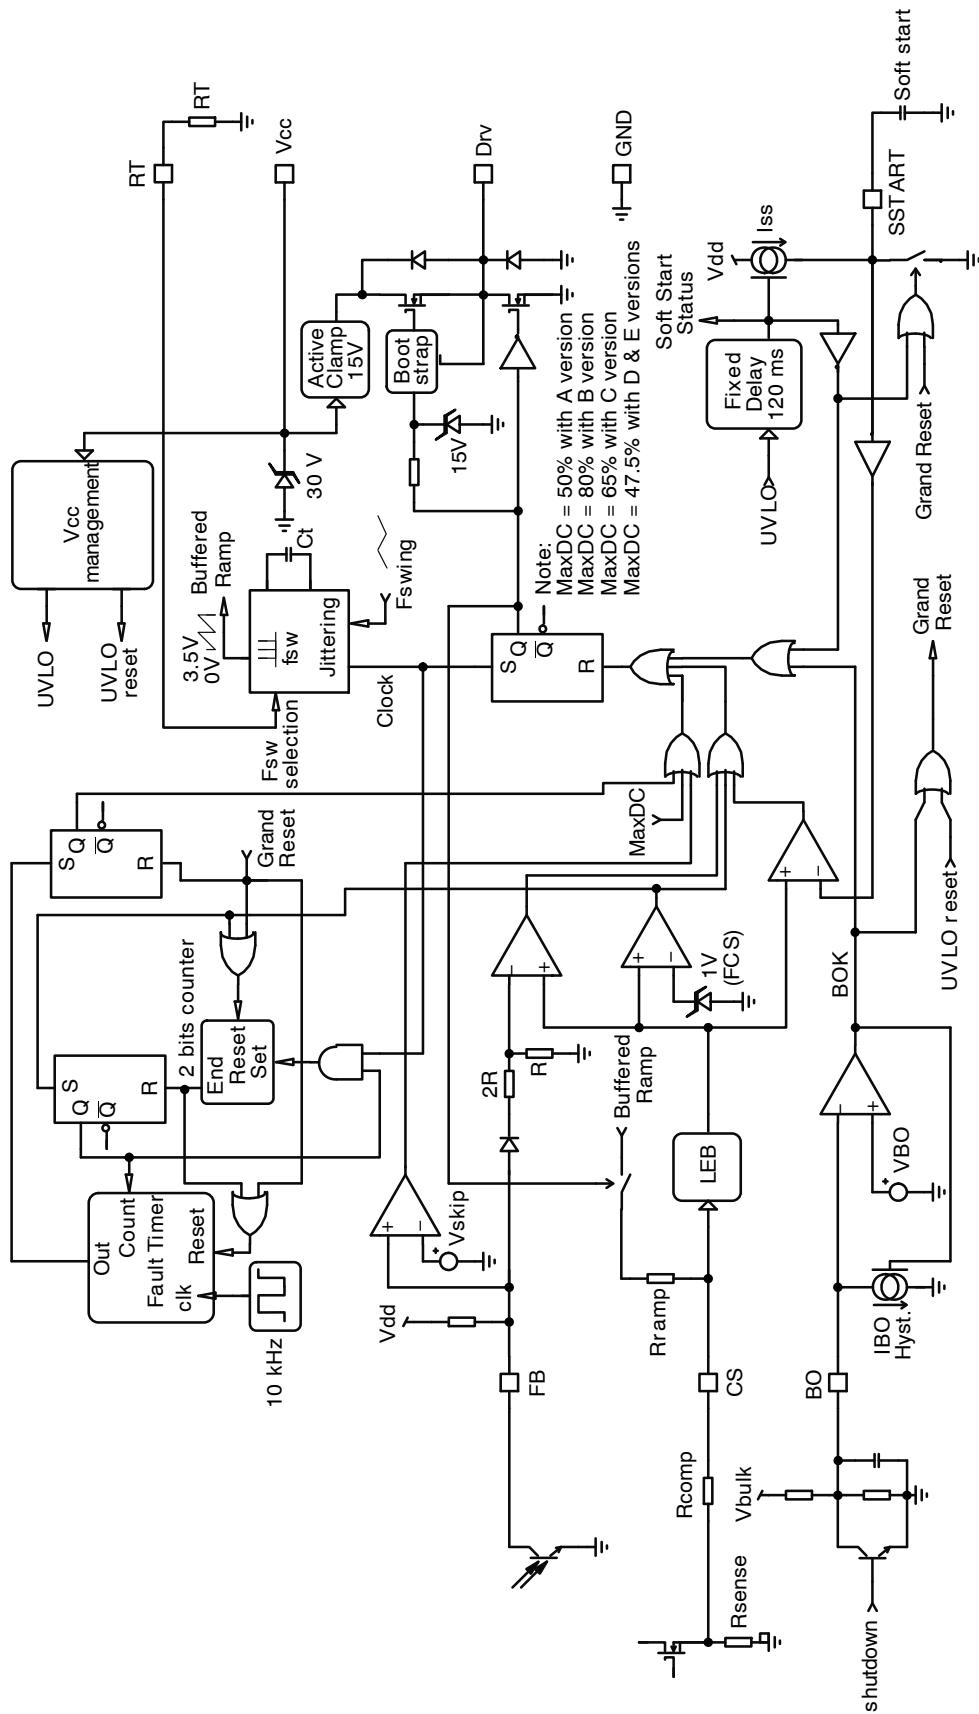 Soft start
RT
RT
Vcc
Drv
GND
SSTART
Vdd
Iss
Soft Start
Status
Fixed
Delay
120 ms
UVLO
Grand Reset
Active
Clamp
15V
Boot
strap
15V
30 V
Vcc
management
UVLO
UVLO
reset
3.5V
0V
Buffered
Ramp
Ct
fsw
Jittering
Fswing
Fsw
selection
Clock
S
Q
Q
R
Note:
MaxDC = 50% with A version
MaxDC = 80% with B version
MaxDC = 65% with C version
MaxDC = 47.5% with D & E versions
Grand
Reset
UVLO reset
MaxDC
+
−
S
Q
Q
R
Grand
Reset
2 bits counter
End
Reset
Set
S
Q
Q
R
Out
Count
Fault Timer
Reset
clk
10 kHz
−
+
+
−
1V
(FCS)
BOK
2R
R
Buffered
Ramp
LEB
+
−
Vskip
Vdd
FB
Rramp
CS
Rcomp
Rsense
−
+
VBO
IBO
Hyst.
BO
Vbulk
shutdown